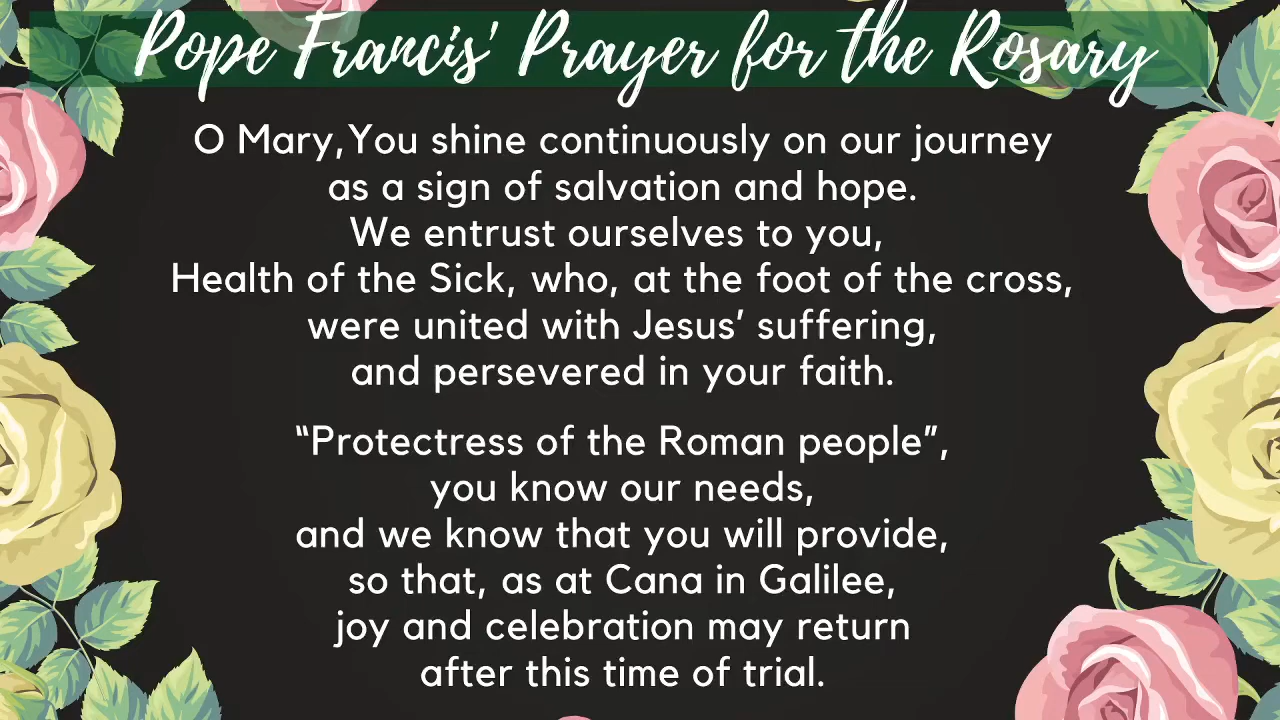 Pope Francis' Prayer for the Rosary
O Mary,You shine continuously on our journey
as a sign of salvation and hope.
We entrust ourselves to you,
Health of the Sick, who, at the foot of the cross,
were united with Jesus’ suffering,
and persevered in your faith.
“Protectress of the Roman people”,
you know our needs,
and we know that you will provide,
so that, as at Cana in Galilee,
joy and celebration may return
after this time of trial.